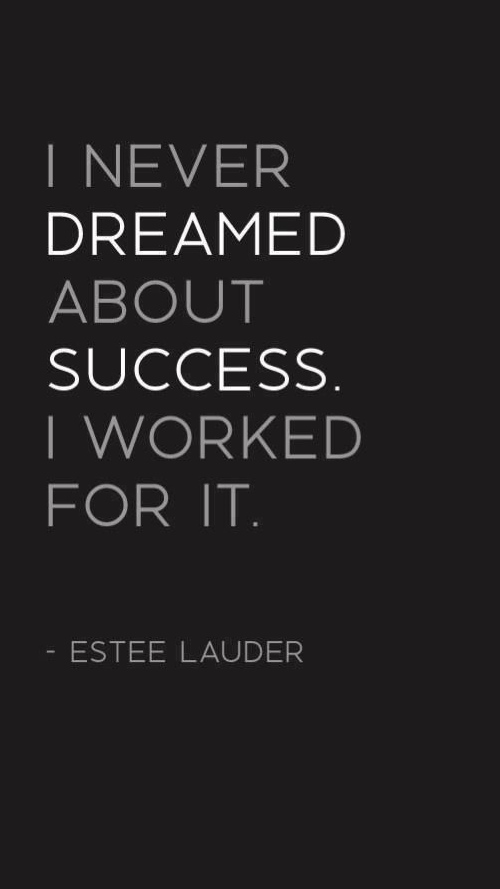 I NEVER
DREAMED
ABOUT
SUCCESS.
I WORKED
FOR IT.
- ESTEE LAUDER